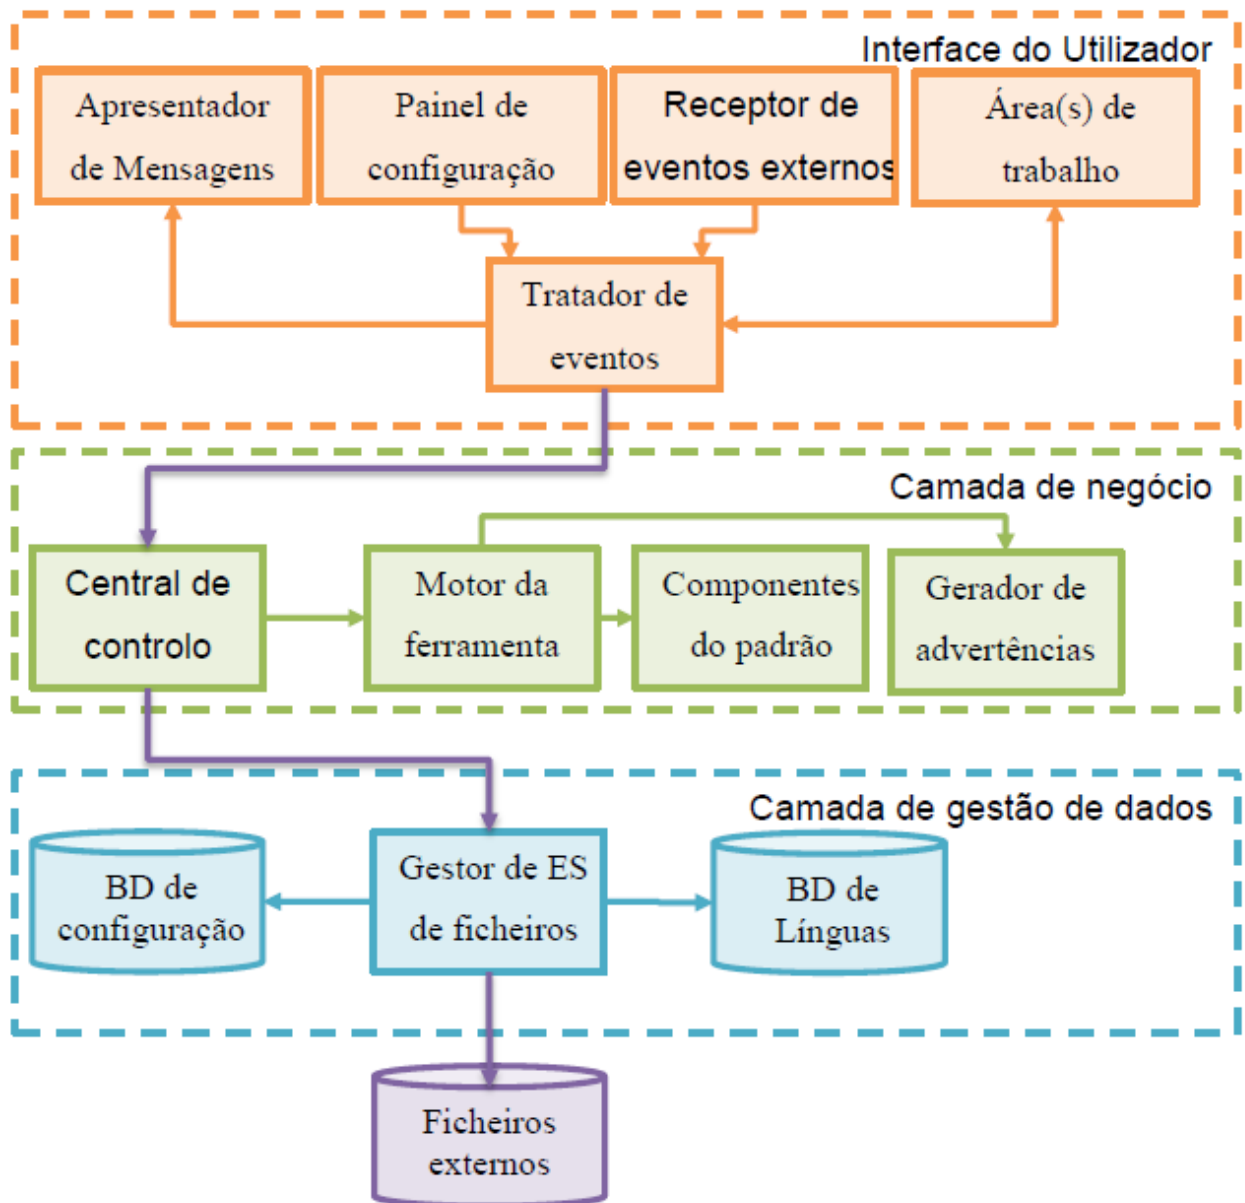 Interface do Utilizador
Apresentador
de Mensagens
Painel de
configuração
Receptor de
eventos externos
Área(s) de
trabalho
Tratador de
eventos
Camada de negócio
Central de
controlo
Motor da
ferramenta
Componentes
do padrão
Gerador de
advertências
Camada de gestão de dados
BD de
configuração
Gestor de ES
de ficheiros
BD de
Línguas
Ficheiros
externos